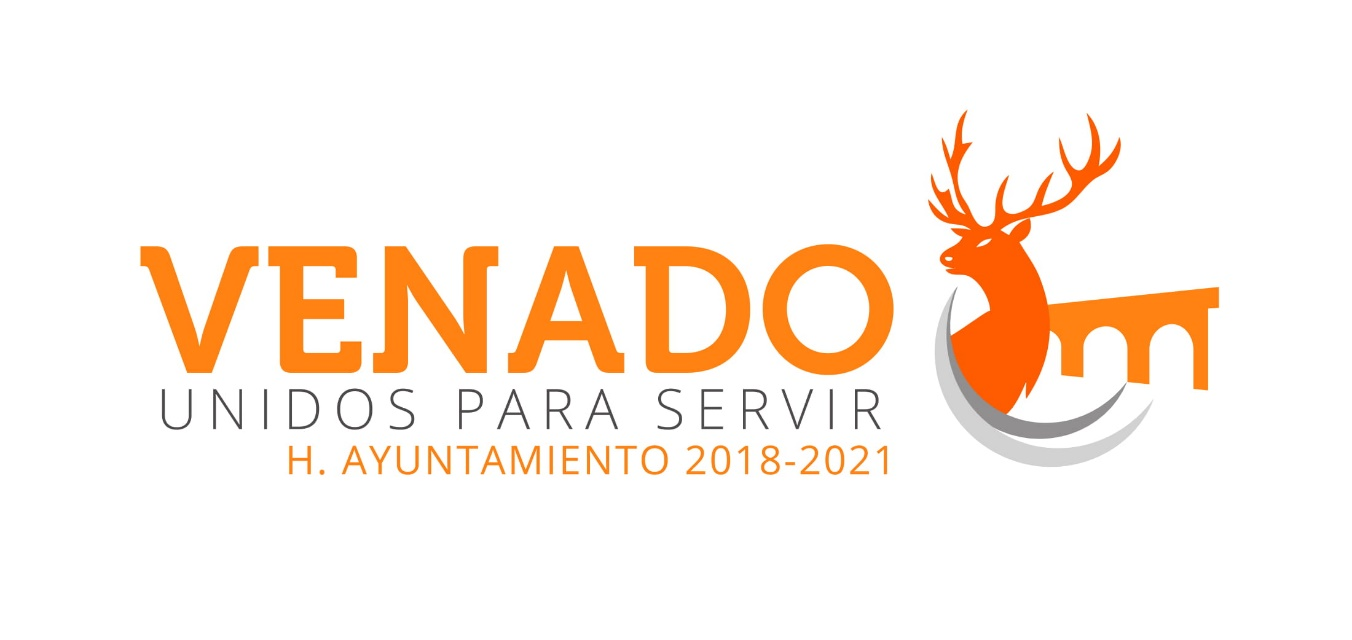 VENADO
UNIDOS PARA SERVIR
H. AYUNTAMIENTO 2018-2021